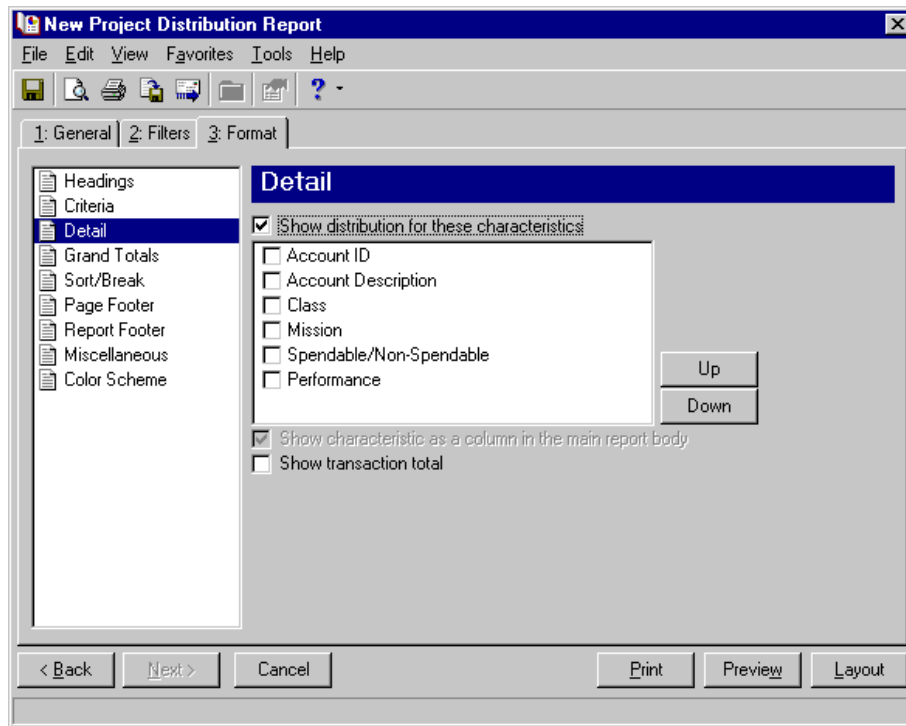 New Project Distribution Report
File Edit View Favorites Tools Help
?
1: General 2: Filters 3: Format
Headings
Criteria
Detail
Grand Totals
Sort/Break
Page Footer
Report Footer
Miscellaneous
Color Scheme
Detail
Show distribution for these characteristics
Account ID
Account Description
Class
Mission
Spendable/Non-Spendable
Performance
Up
Down
Show characteristic as a column in the main report body
Show transaction total
< Back Next > Cancel Print Preview Layout